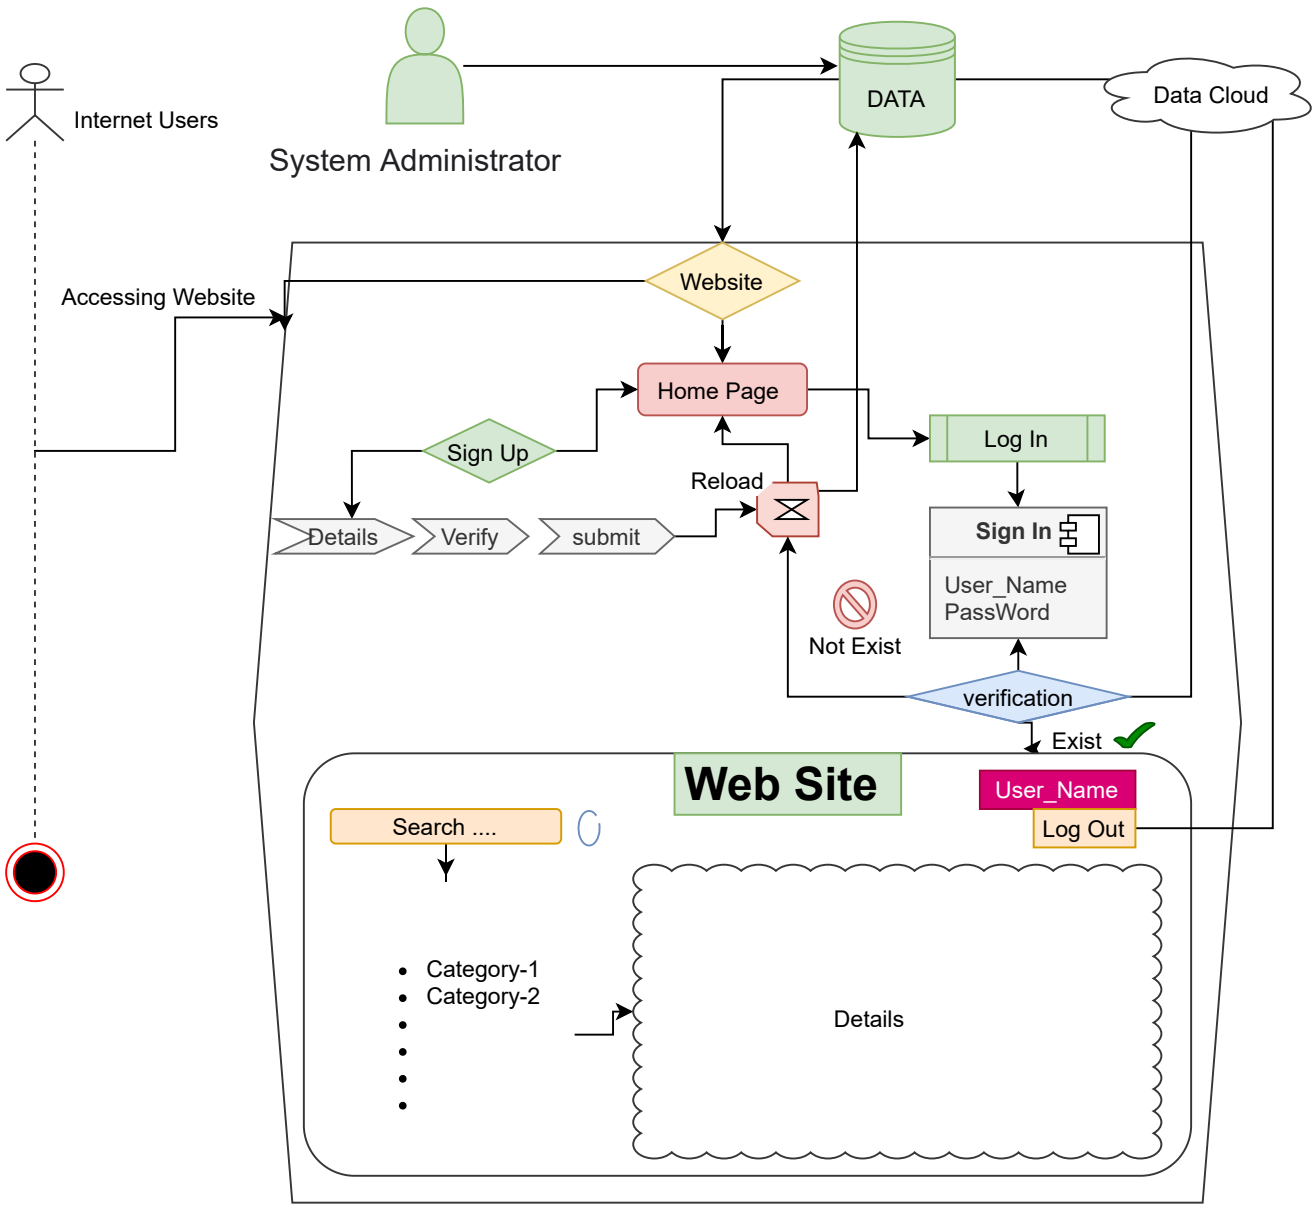 Internet Users
System Administrator
DATA
Data Cloud
Accessing Website
Website
Home Page
Sign Up
Log In
Reload
Details
Verify
submit
Sign In
User_Name
PassWord
Not Exist
verification
Exist
Web Site
User_Name
Search ....
Log Out
Category-1
Category-2
Details